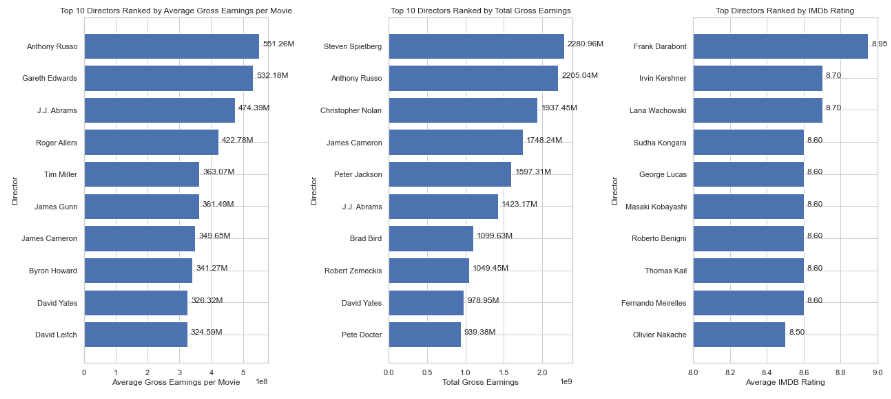 Top 10 Directors Ranked by Average Gross Earnings per Movie
Anthony Russo 551.26M
Gareth Edwards 532.18M
J.J. Abrams 474.39M
Roger Allers 422.78M
Tim Miller 363.07M
James Gunn 361.49M
James Cameron 349.65M
Byron Howard 341.27M
David Yates 326.32M
David Leitch 324.59M
Director
0 1 2 3 4 5
1e8
Average Gross Earnings per Movie
Top 10 Directors Ranked by Total Gross Earnings
Steven Spielberg 2280.96M
Anthony Russo 2205.04M
Christopher Nolan 1937.45M
James Cameron 1748.24M
Peter Jackson 1597.31M
J.J. Abrams 1423.17M
Brad Bird 1099.63M
Robert Zemeckis 1049.45M
David Yates 978.95M
Pete Docter 939.38M
Director
0.0 0.5 1.0 1.5 2.0
1e9
Total Gross Earnings
Top Directors Ranked by IMDb Rating
Frank Darabont 8.95
Irvin Kershner 8.70
Lana Wachowski 8.70
Sudha Kongara 8.60
George Lucas 8.60
Masaki Kobayashi 8.60
Roberto Benigni 8.60
Thomas Kail 8.60
Fernando Meirelles 8.60
Olivier Nakache 8.50
Director
8.0 8.2 8.4 8.6 8.8 9.0
Average IMDB Rating